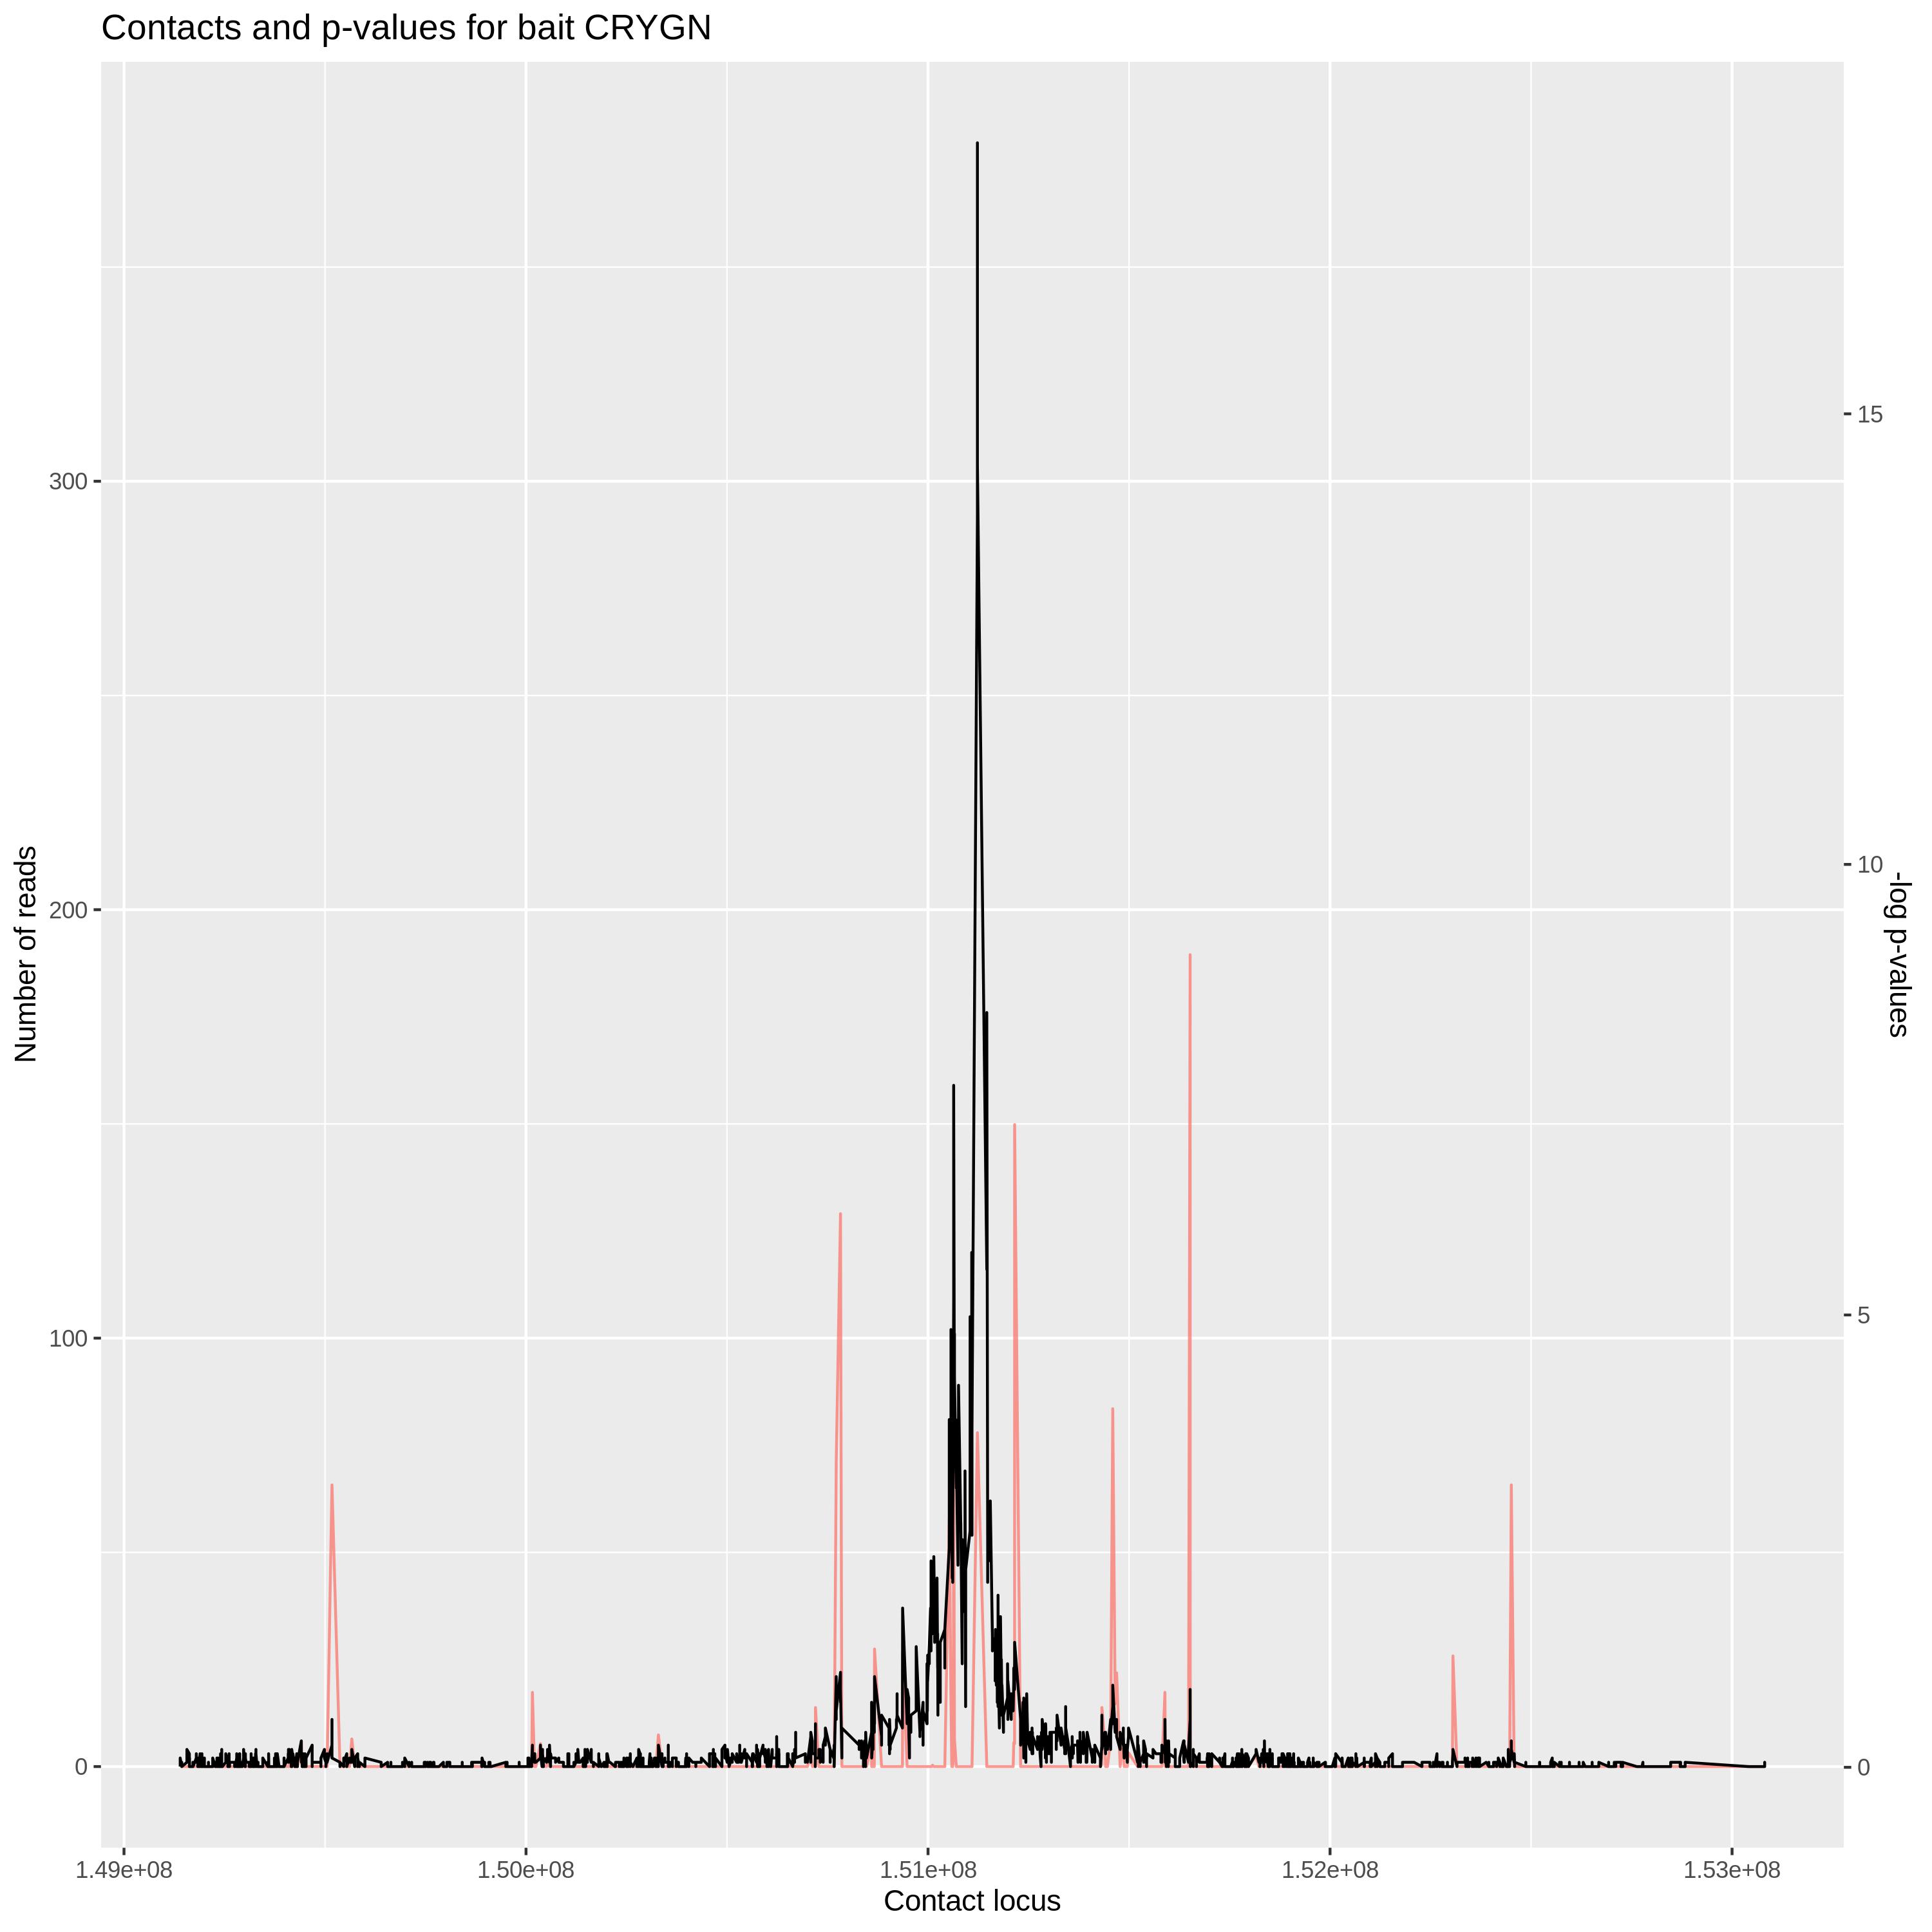 Contacts and p-values for bait CRYGN
Number of reads
300
200
100
0
15
10
5
0
-log p-values
1.49e+08
1.50e+08
1.51e+08
1.52e+08
1.53e+08
Contact locus